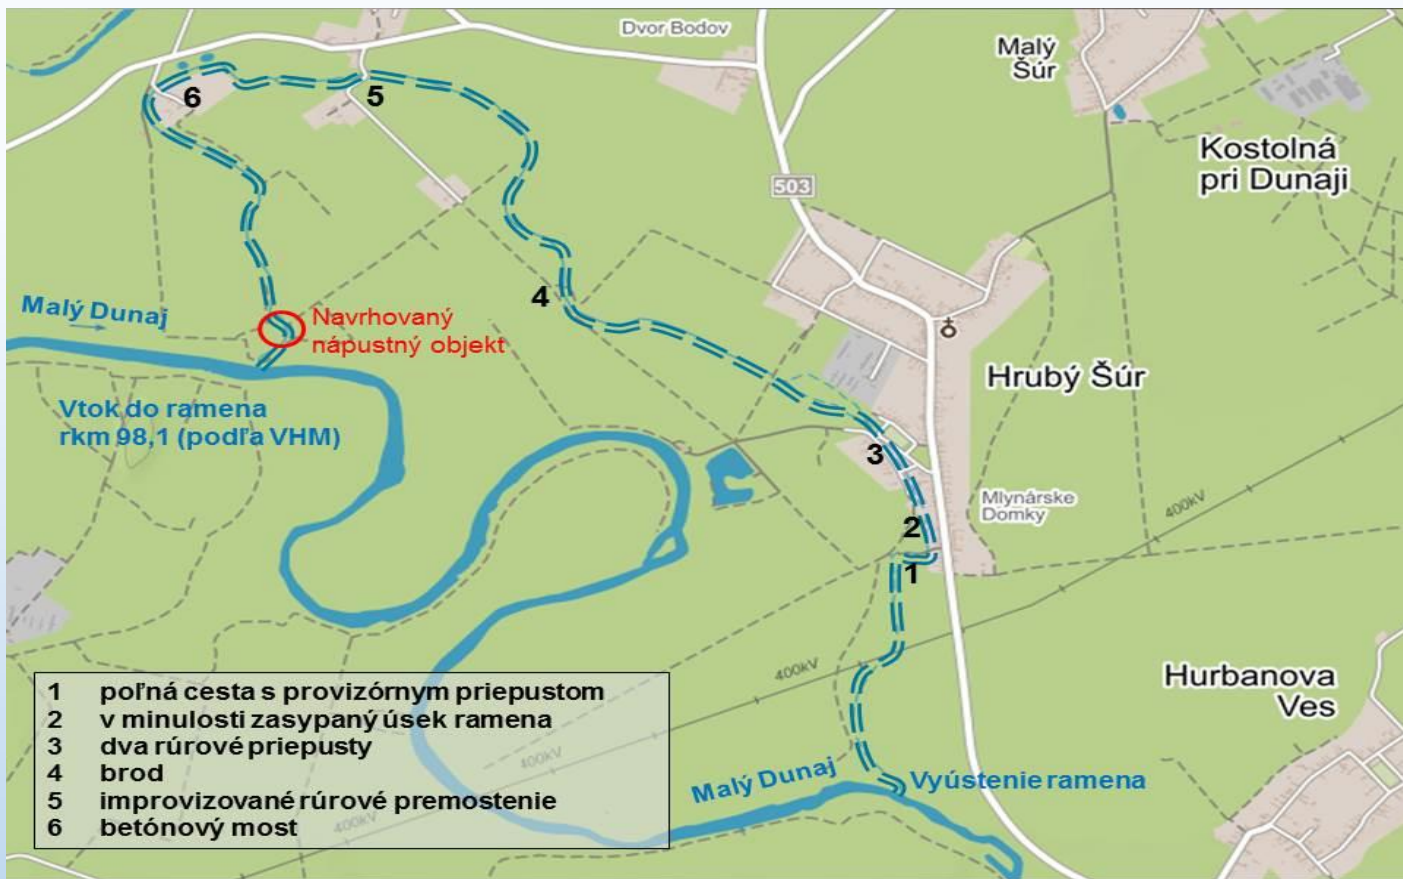 Dvor Bodov
Malý
Šúr
6
5
Kostolná
pri Dunaji
503
4
Malý Dunaj
Navrhovaný
nápustný objekt
Hrubý Šúr
Vtok do ramena
rkm 98,1 (podľa VHM)
3
Mlynárske
Domky
400kV
2
1
400kV
Hurbanova
Ves
1 poľná cesta s provizórnym priepustom
2 v minulosti zasypaný úsek ramena
3 dva rúrové priepusty
4 brod
5 improvizované rúrové premostenie
6 betónový most
400kV
400kV
Malý Dunaj
Vyústenie ramena